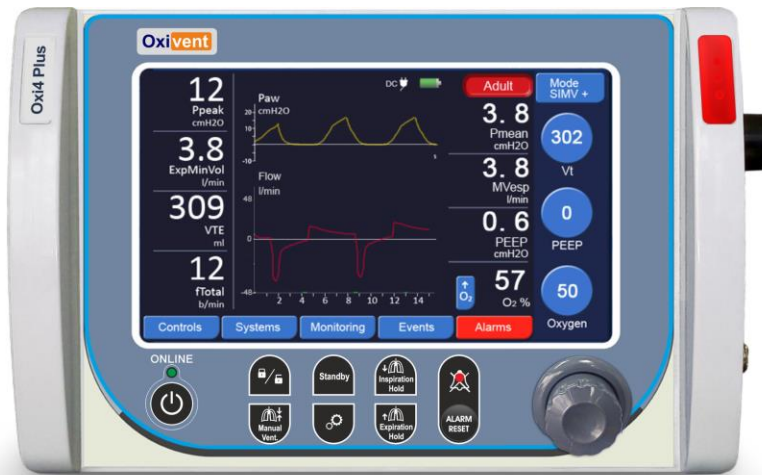 Oxivent
Oxi4 Plus
12
Ppeak
cmH2O
3.8
ExpMinVol
l/min
309
VTE
ml
12
fTotal
b/min
Paw
cmH2O
20
10
-10
s
Flow
l/min
48
0
-48
2 4 6 8 10 12 14
DC
Adult
3.8
Pmean
cmH2O
3.8
MVesp
l/min
0.6
PEEP
cmH2O
↑
O2
57
O2 %
Mode
SIMV +
302
Vt
0
PEEP
50
Oxygen
Controls
Systems
Monitoring
Events
Alarms
ONLINE
Standby
Inspiration
Hold
Manual
Vent.
Expiration
Hold
ALARM
RESET